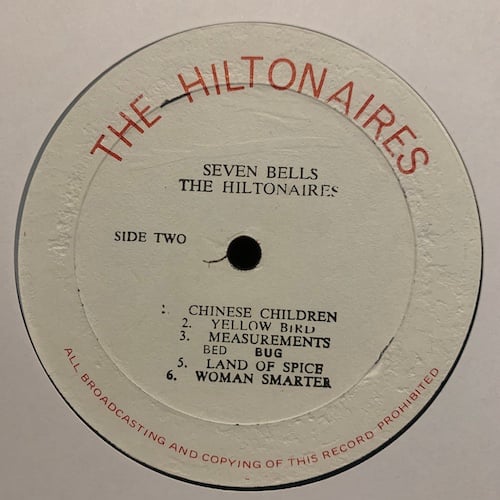 THE HILTONAIRES
SEVEN BELLS
THE HILTONAIRES
SIDE TWO
: CHINESE CHILDREN
2. YELLOW BIRD
3. MEASUREMENTS
BED BUG
5. LAND OF SPICE
6. WOMAN SMARTER
ALL BROADCASTING AND COPYING OF THIS RECORD PROHIBITED